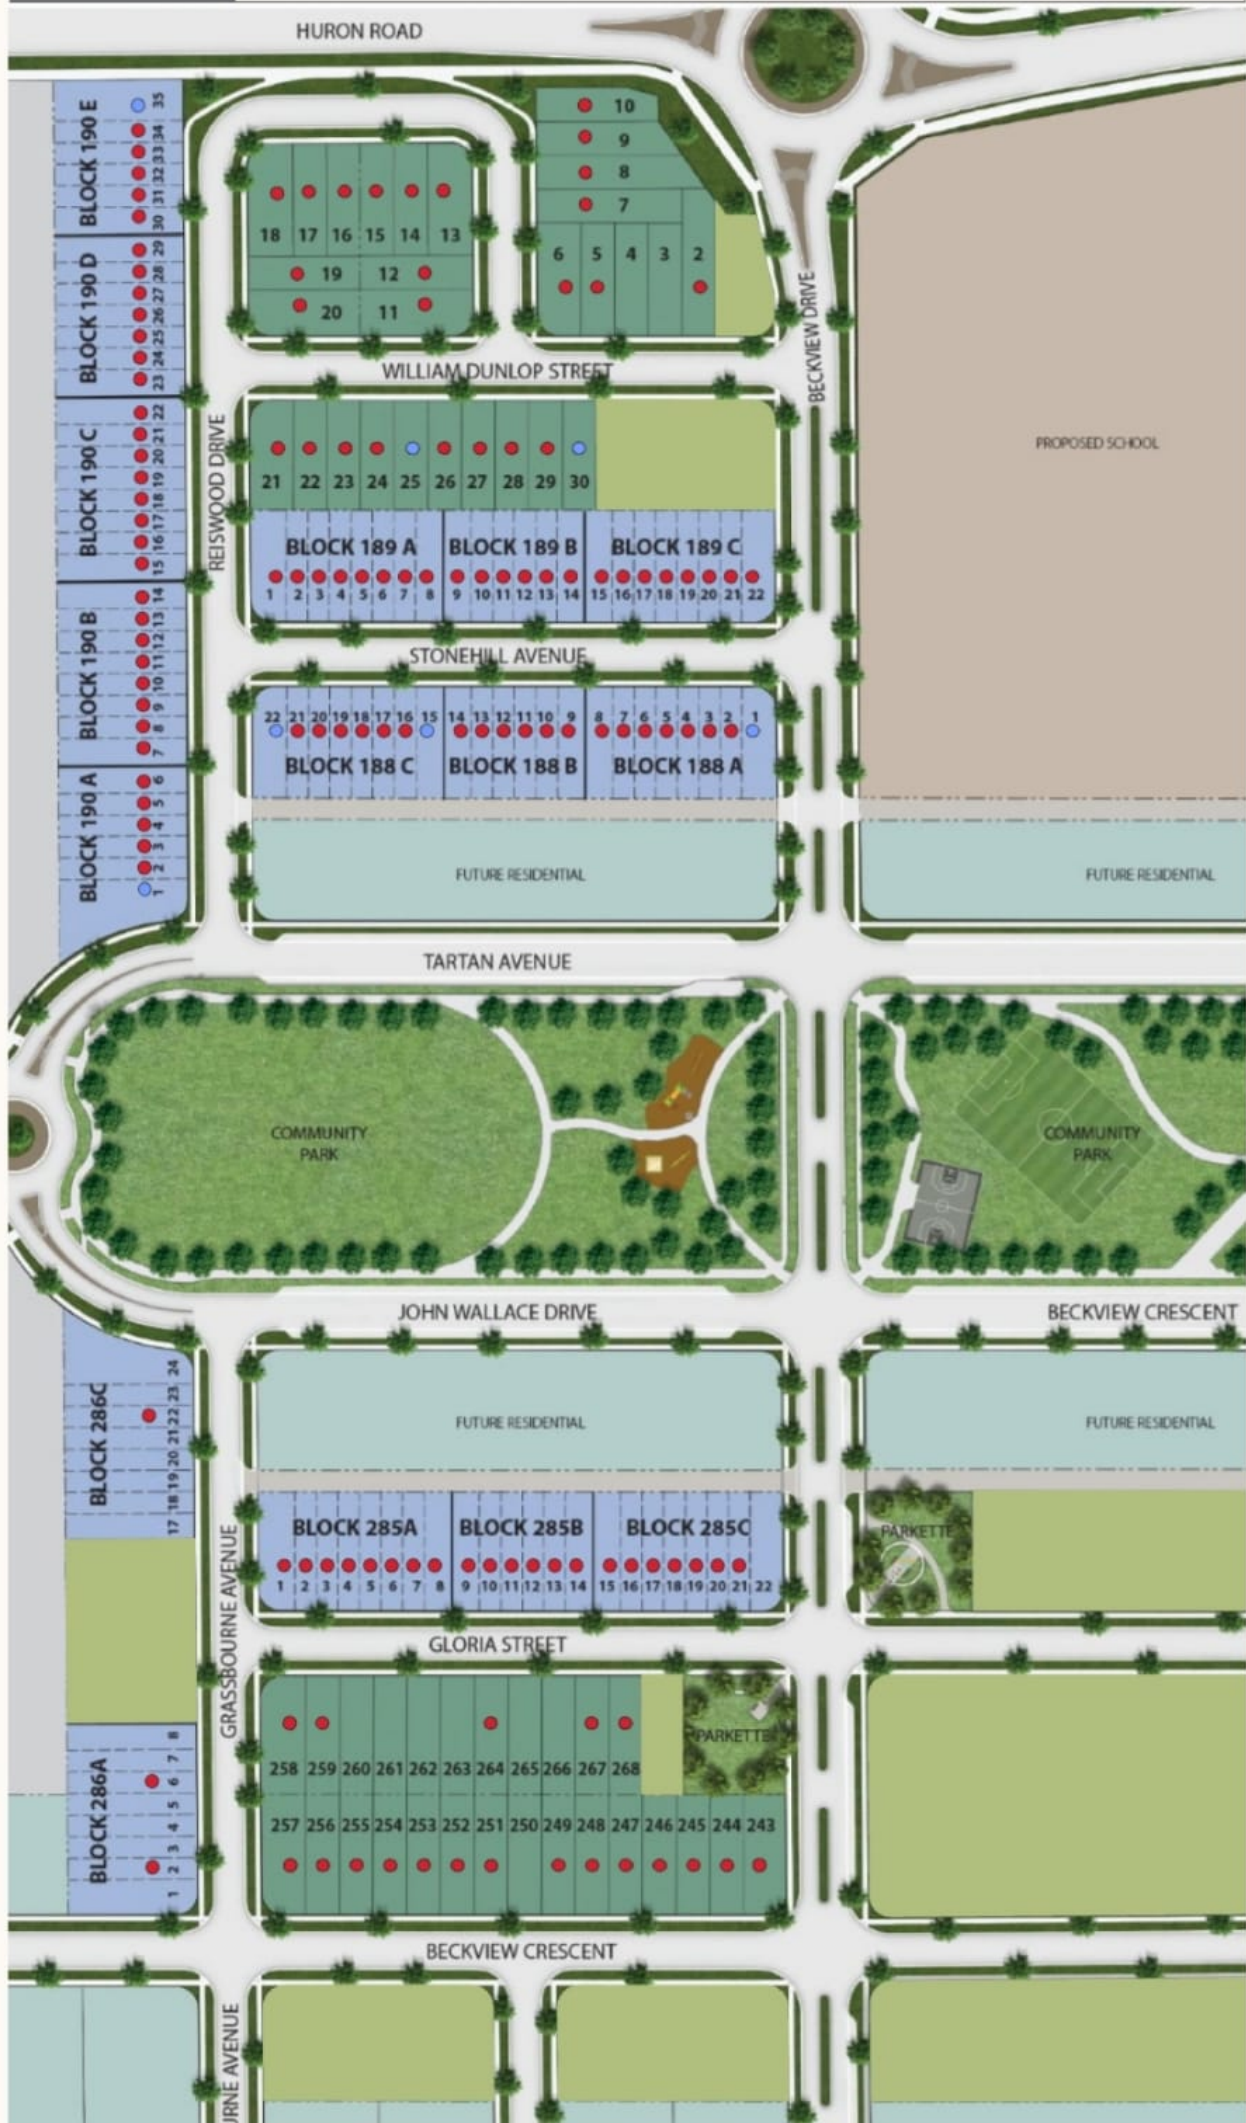 HURON ROAD
BLOCK 190 E
35
34
33
32
31
30
BLOCK 190 D
29
28
27
26
25
24
23
BLOCK 190 C
22
21
20
19
18
17
16
15
BLOCK 190 B
14
13
12
11
10
9
8
7
BLOCK 190 A
6
5
4
3
2
1
18 17 16 15 14 13
19 12
20 11
10
9
8
7
6 5 4 3 2
BECKVIEW DRIVE
WILLIAM DUNLOP STREET
REISWOOD DRIVE
PROPOSED SCHOOL
21 22 23 24 25 26 27 28 29 30
BLOCK 189 A BLOCK 189 B BLOCK 189 C
1 2 3 4 5 6 7 8 9 10 11 12 13 14 15 16 17 18 19 20 21 22
STONEHILL AVENUE
22 21 20 19 18 17 16 15 14 13 12 11 10 9 8 7 6 5 4 3 2 1
BLOCK 188 C BLOCK 188 B BLOCK 188 A
FUTURE RESIDENTIAL
FUTURE RESIDENTIAL
TARTAN AVENUE
COMMUNITY
PARK
COMMUNITY
PARK
JOHN WALLACE DRIVE
BECKVIEW CRESCENT
BLOCK 286C
24
23
22
21
20
19
18
17
FUTURE RESIDENTIAL
FUTURE RESIDENTIAL
GRASSBOURNE AVENUE
BLOCK 285A BLOCK 285B BLOCK 285C
1 2 3 4 5 6 7 8 9 10 11 12 13 14 15 16 17 18 19 20 21 22
PARKETTE
GLORIA STREET
PARKETTE
258 259 260 261 262 263 264 265 266 267 268
257 256 255 254 253 252 251 250 249 248 247 246 245 244 243
BLOCK 286A
8
7
6
5
4
3
2
1
BECKVIEW CRESCENT
URNE AVENUE